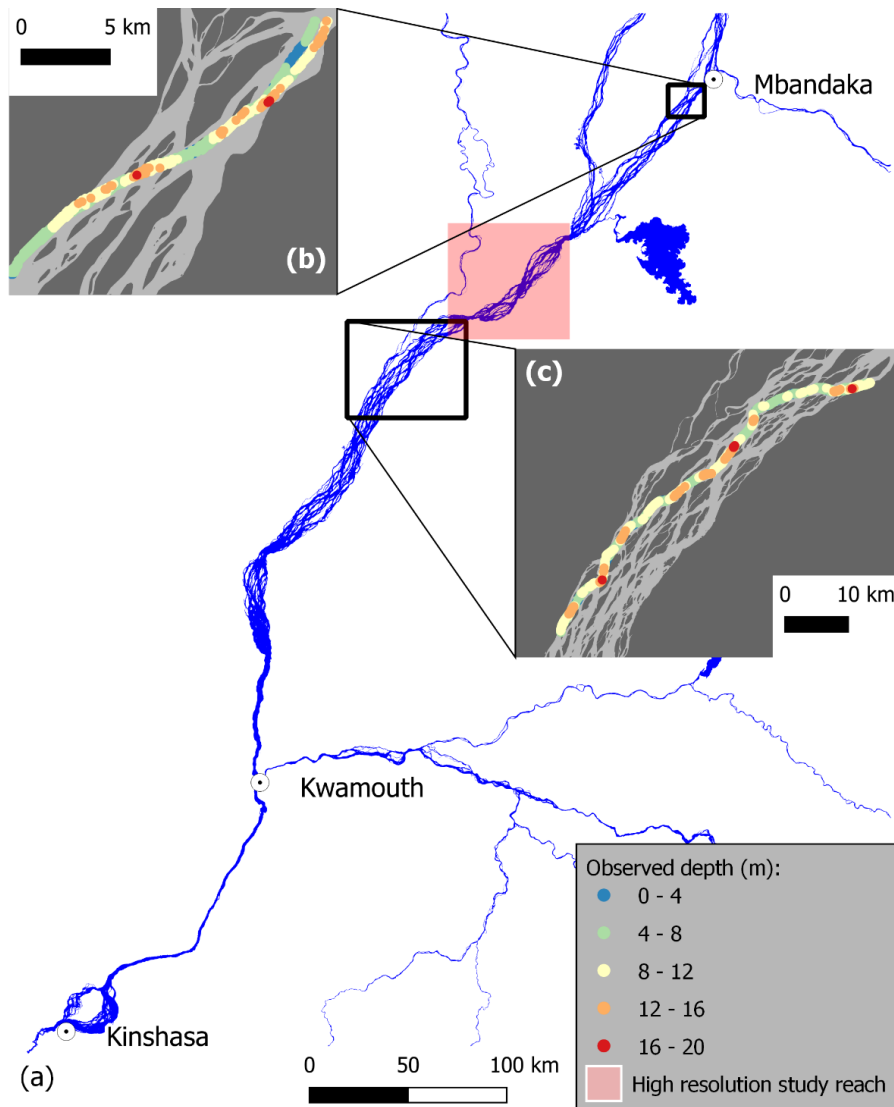 0 5 km
Mbandaka
(b)
(c)
0 10 km
Kwamouth
Observed depth (m):
0 - 4
4 - 8
8 - 12
12 - 16
16 - 20
High resolution study reach
Kinshasa
0 50 100 km
(a)